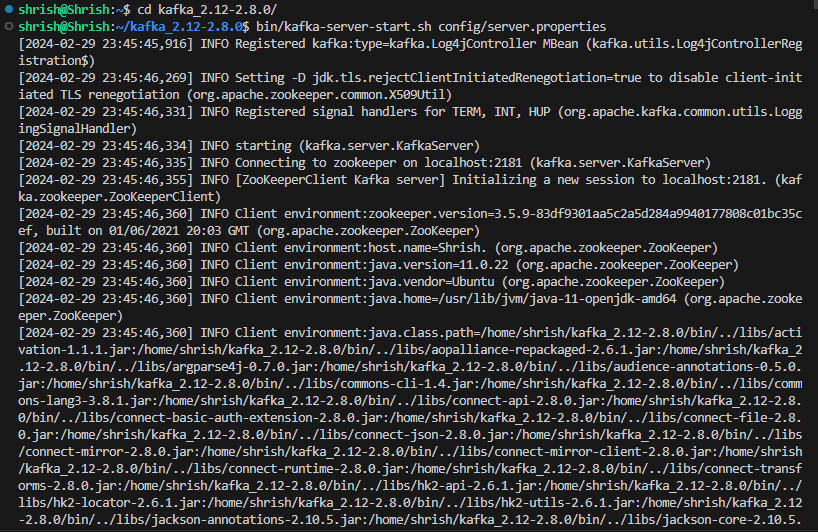 shrish@Shrish:~$ cd kafka_2.12-2.8.0/
shrish@Shrish:~/kafka_2.12-2.8.0$ bin/kafka-server-start.sh config/server.properties
[2024-02-29 23:45:45,916] INFO Registered kafka:type=kafka.Log4jController MBean (kafka.utils.Log4jControllerReg
istration$)
[2024-02-29 23:45:46,269] INFO Setting -D jdk.tls.rejectClientInitiatedRenegotiation=true to disable client-init
iated TLS renegotiation (org.apache.zookeeper.common.X509Util)
[2024-02-29 23:45:46,331] INFO Registered signal handlers for TERM, INT, HUP (org.apache.kafka.common.utils.Logg
ingSignalHandler)
[2024-02-29 23:45:46,334] INFO starting (kafka.server.KafkaServer)
[2024-02-29 23:45:46,335] INFO Connecting to zookeeper on localhost:2181 (kafka.server.KafkaServer)
[2024-02-29 23:45:46,355] INFO [ZooKeeperClient Kafka server] Initializing a new session to localhost:2181. (kaf
ka.zookeeper.ZooKeeperClient)
[2024-02-29 23:45:46,360] INFO Client environment:zookeeper.version=3.5.9-83df9301aa5c2a5d284a9940177808c01bc35c
ef, built on 01/06/2021 20:03 GMT (org.apache.zookeeper.ZooKeeper)
[2024-02-29 23:45:46,360] INFO Client environment:host.name=Shrish. (org.apache.zookeeper.ZooKeeper)
[2024-02-29 23:45:46,360] INFO Client environment:java.version=11.0.22 (org.apache.zookeeper.ZooKeeper)
[2024-02-29 23:45:46,360] INFO Client environment:java.vendor=Ubuntu (org.apache.zookeeper.ZooKeeper)
[2024-02-29 23:45:46,360] INFO Client environment:java.home=/usr/lib/jvm/java-11-openjdk-amd64 (org.apache.zooke
eper.ZooKeeper)
[2024-02-29 23:45:46,360] INFO Client environment:java.class.path=/home/shrish/kafka_2.12-2.8.0/bin/../libs/acti
vation-1.1.1.jar:/home/shrish/kafka_2.12-2.8.0/bin/../libs/aopalliance-repackaged-2.6.1.jar:/home/shrish/kafka_2
.12-2.8.0/bin/../libs/argparse4j-0.7.0.jar:/home/shrish/kafka_2.12-2.8.0/bin/../libs/audience-annotations-0.5.0.
jar:/home/shrish/kafka_2.12-2.8.0/bin/../libs/commons-cli-1.4.jar:/home/shrish/kafka_2.12-2.8.0/bin/../libs/comm
ons-lang3-3.8.1.jar:/home/shrish/kafka_2.12-2.8.0/bin/../libs/connect-api-2.8.0.jar:/home/shrish/kafka_2.12-2.8.
0/bin/../libs/connect-basic-auth-extension-2.8.0.jar:/home/shrish/kafka_2.12-2.8.0/bin/../libs/connect-file-2.8.
0.jar:/home/shrish/kafka_2.12-2.8.0/bin/../libs/connect-json-2.8.0.jar:/home/shrish/kafka_2.12-2.8.0/bin/../libs
/connect-mirror-2.8.0.jar:/home/shrish/kafka_2.12-2.8.0/bin/../libs/connect-mirror-client-2.8.0.jar:/home/shrish
/kafka_2.12-2.8.0/bin/../libs/connect-runtime-2.8.0.jar:/home/shrish/kafka_2.12-2.8.0/bin/../libs/connect-transf
orms-2.8.0.jar:/home/shrish/kafka_2.12-2.8.0/bin/../libs/hk2-api-2.6.1.jar:/home/shrish/kafka_2.12-2.8.0/bin/../
libs/hk2-locator-2.6.1.jar:/home/shrish/kafka_2.12-2.8.0/bin/../libs/hk2-utils-2.6.1.jar:/home/shrish/kafka_2.12
-2.8.0/bin/../libs/jackson-annotations-2.10.5.jar:/home/shrish/kafka_2.12-2.8.0/bin/../libs/jackson-core-2.10.5.